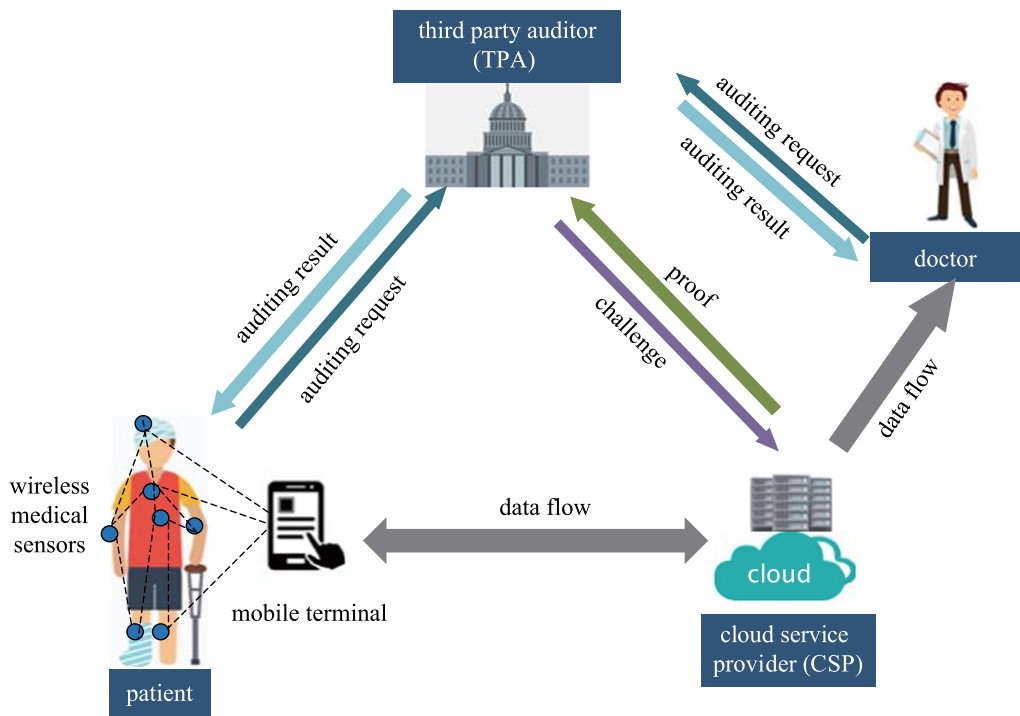 third party auditor
(TPA)
auditing request
auditing result
doctor
auditing result
auditing request
proof
challenge
data flow
wireless
medical
sensors
data flow
cloud
mobile terminal
cloud service
provider (CSP)
patient